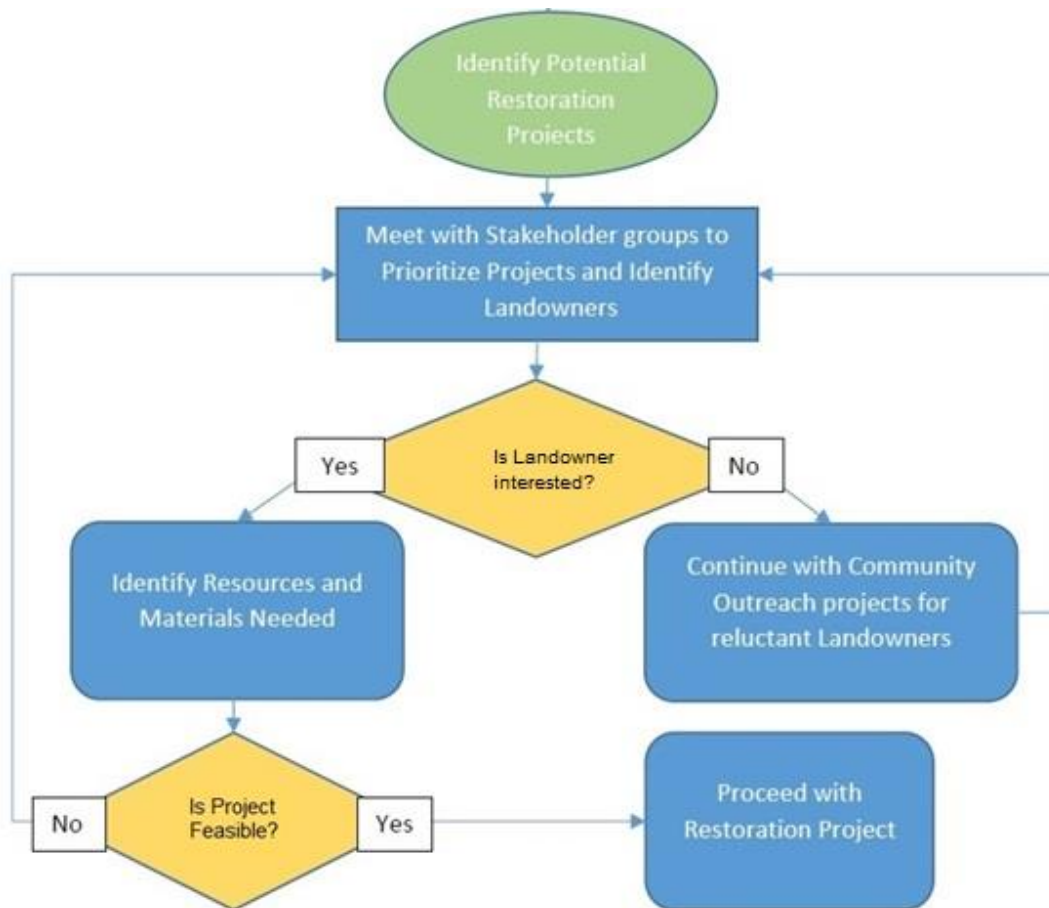 Identify Potential
Restoration
Projects
Meet with Stakeholder groups to
Prioritize Projects and Identify
Landowners
Yes
Is Landowner
interested?
No
Identify Resources and
Materials Needed
Continue with Community
Outreach projects for
reluctant Landowners
No
Is Project
Feasible?
Yes
Proceed with
Restoration Project